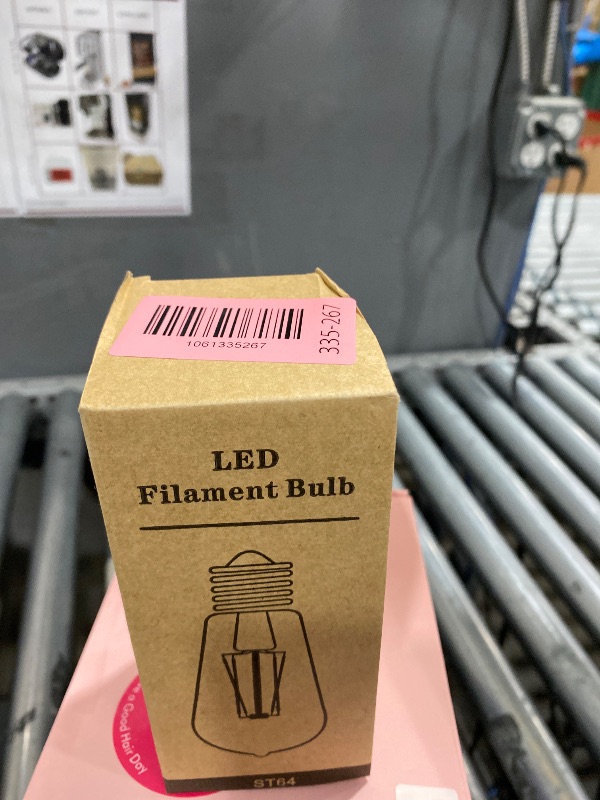 1061335267
335-267
LED
Filament Bulb
ST64
a Good Hair Day